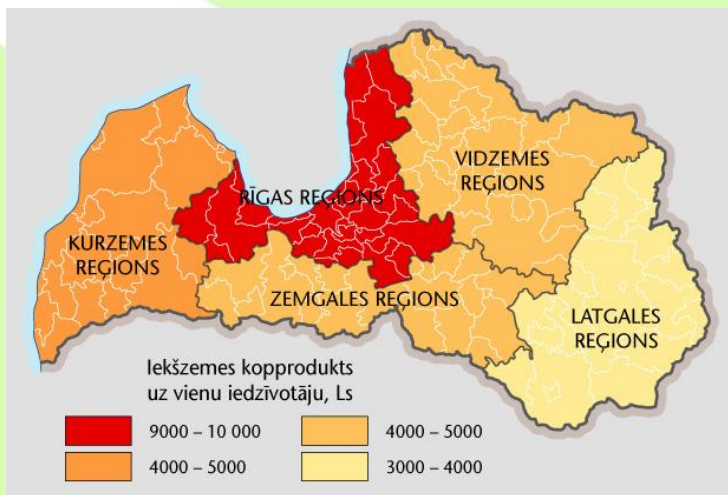 RĪGAS REĢIONS
VIDZEMES
REĢIONS
KURZEMES
REĢIONS
ZEMGALES REĢIONS
LATGALES
REĢIONS
Iekšzemes kopprodukts
uz vienu iedzīvotāju, Ls
9000 – 10 000
4000 – 5000
4000 – 5000
3000 – 4000